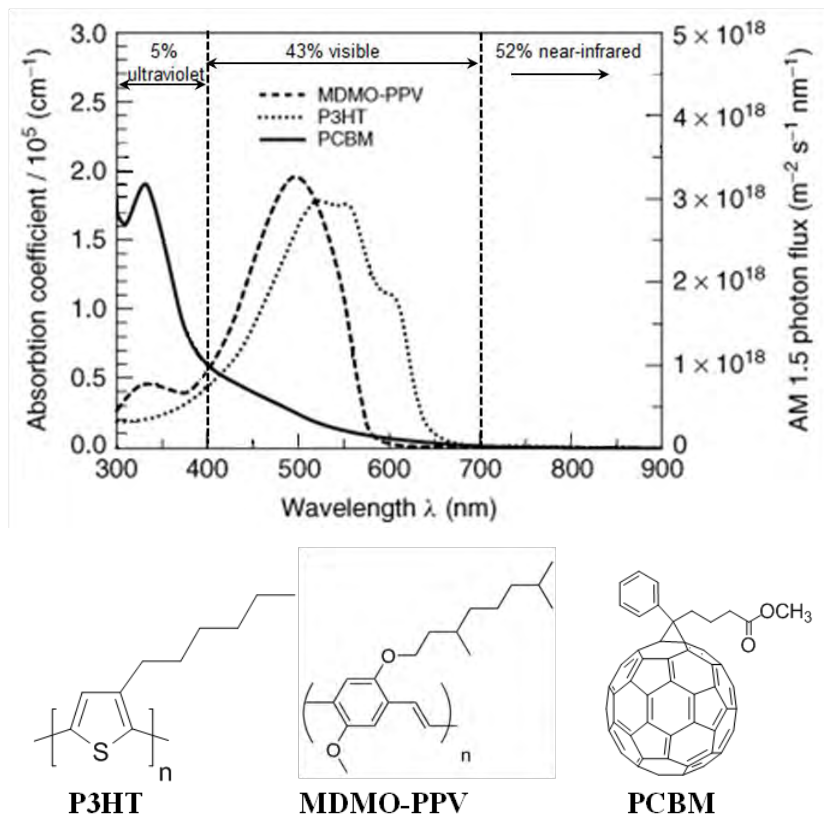 3.0
2.5
2.0
1.5
1.0
0.5
0.0
Absorbtion coefficient / 10⁵ (cm⁻¹)
5%
ultraviolet
43% visible
52% near-infrared
MDMO-PPV
P3HT
PCBM
5 × 10¹⁸
4 × 10¹⁸
3 × 10¹⁸
2 × 10¹⁸
1 × 10¹⁸
0
AM 1.5 photon flux (m⁻² s⁻¹ nm⁻¹)
300 400 500 600 700 800 900
Wavelength λ (nm)
S
n
O
O
n
OCH₃
O
P3HT MDMO-PPV PCBM